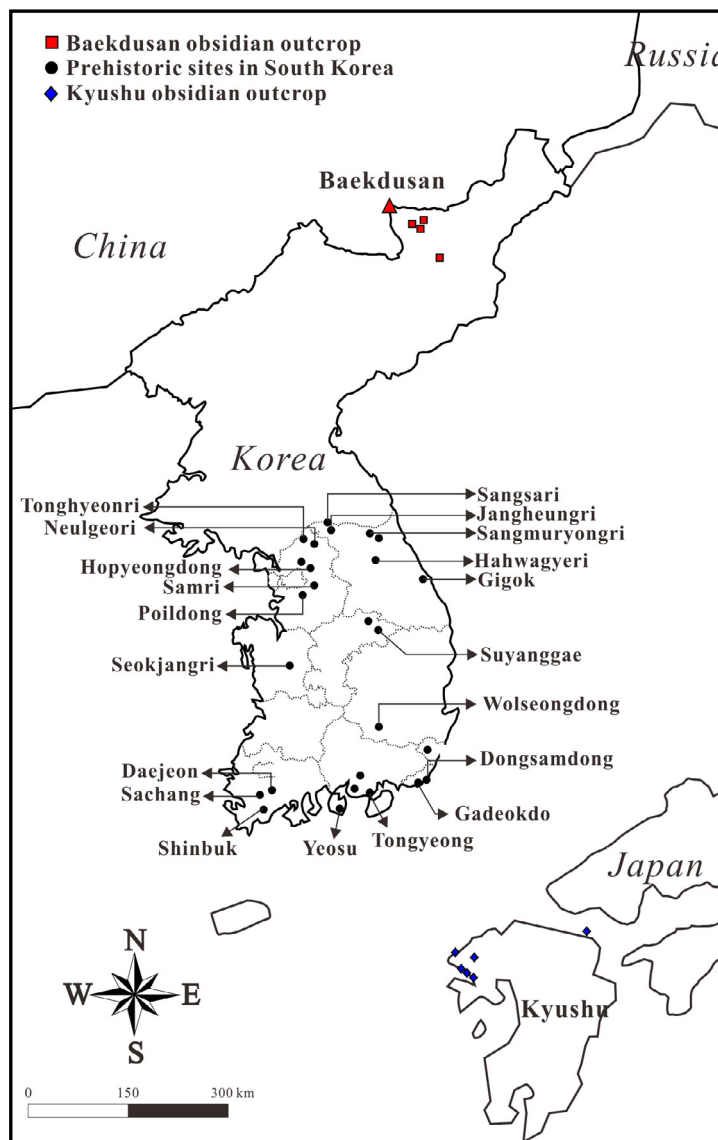 Baekdusan obsidian outcrop
Prehistoric sites in South Korea
Kyushu obsidian outcrop
Russia
Baekdusan
China
Korea
Tonghyeonri
Neulgeori
Hopyeongdong
Samri
Poildong
Seokjangri
Sangsari
Jangheungri
Sangmuryongri
Hahwagyeri
Gigok
Suyanggae
Wolseongdong
Dongsamdong
Gadeokdo
Daejeon
Sachang
Shinbuk
Yeosu
Tongyeong
Japan
Kyushu
N
W E
S
0 150 300 km